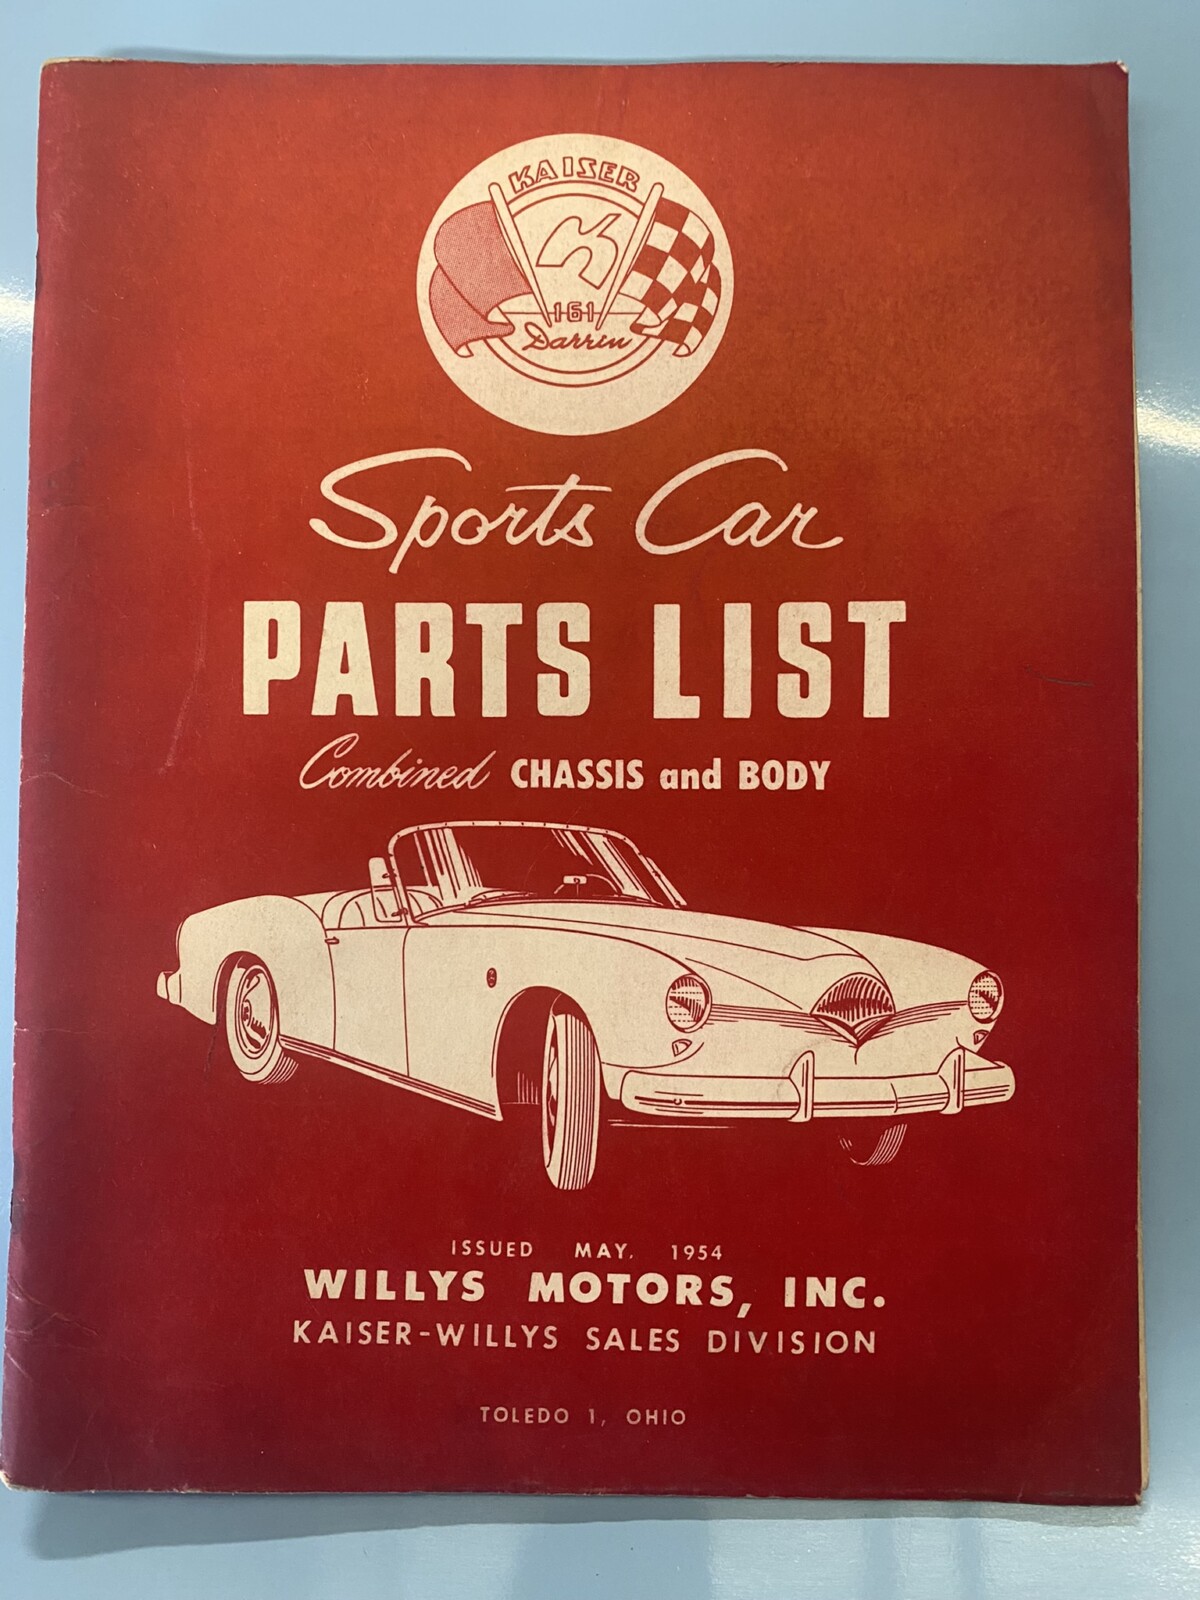 KAISER
K
161
Darrin
Sports Car
PARTS LIST
Combined CHASSIS and BODY
ISSUED MAY, 1954
WILLYS MOTORS, INC.
KAISER-WILLYS SALES DIVISION
TOLEDO 1, OHIO